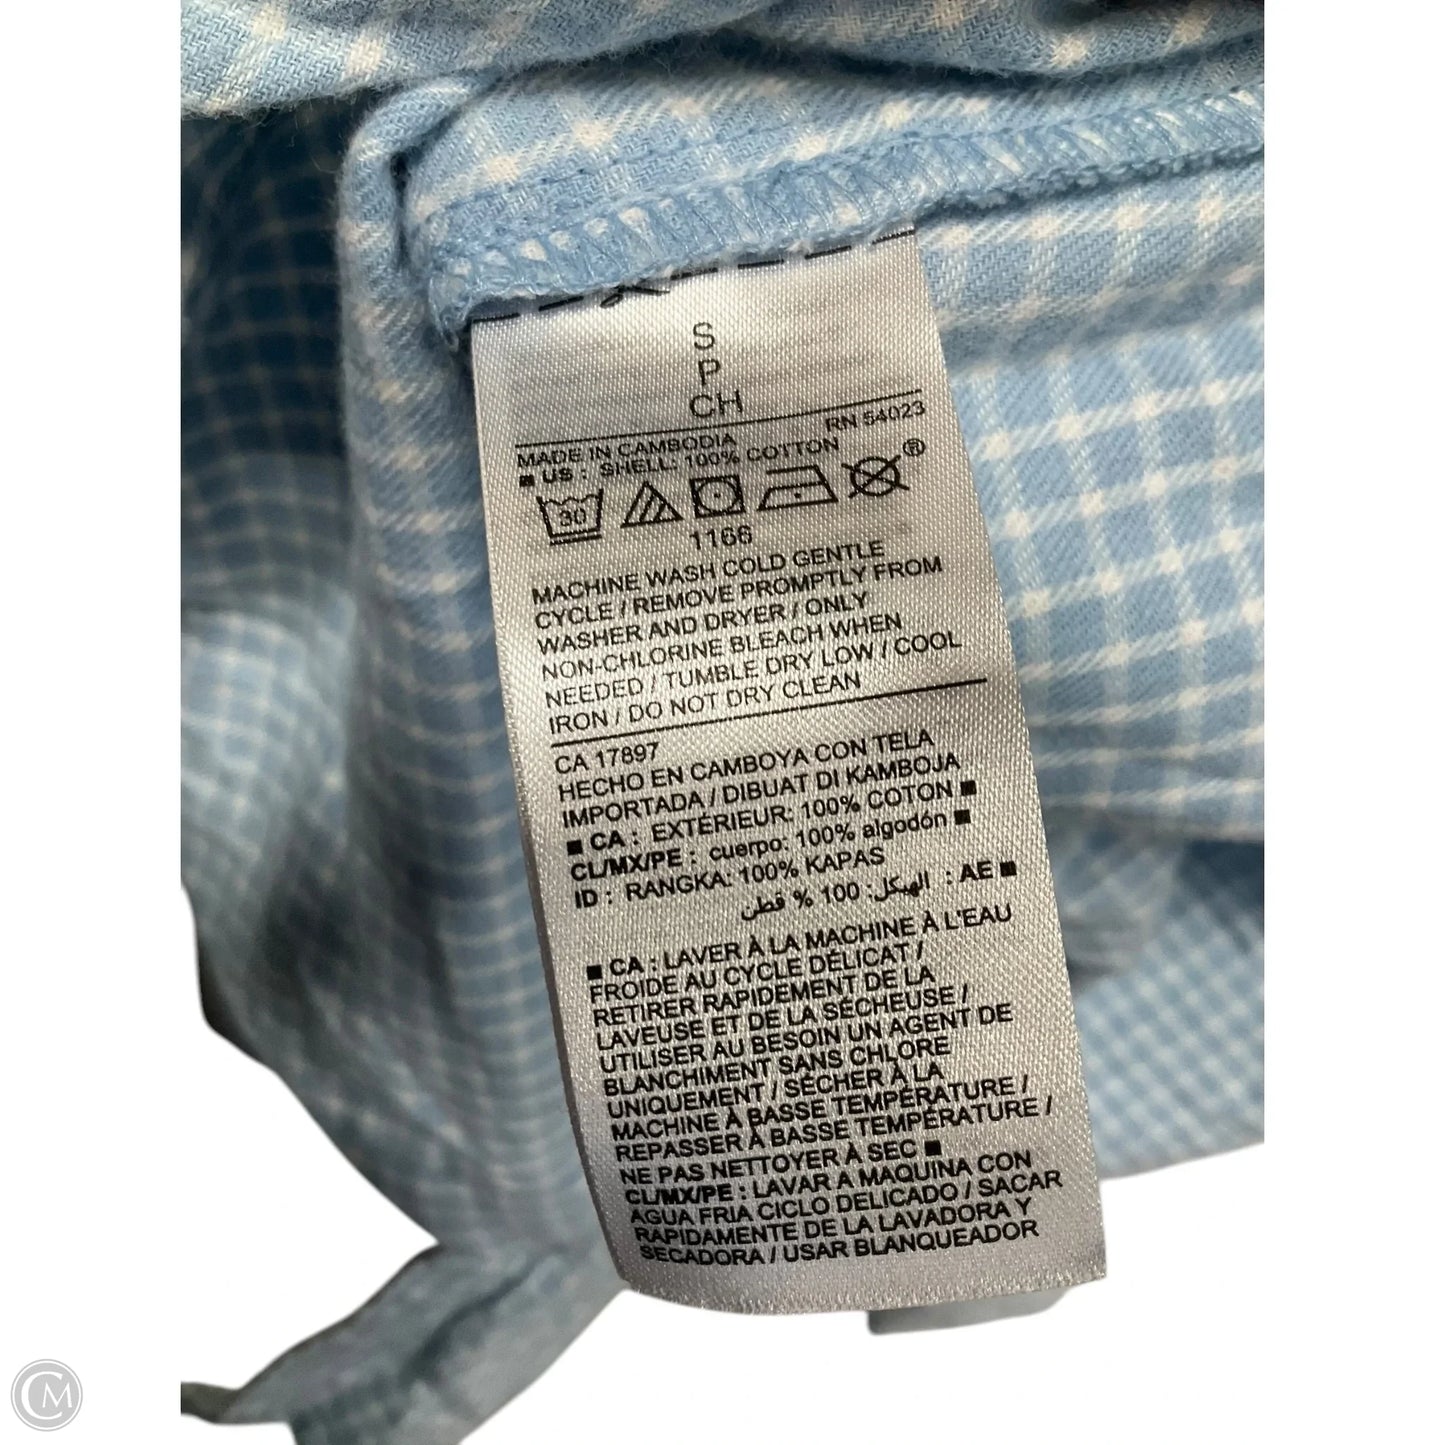 S
P
CH
RN 54023
MADE IN CAMBODIA
■ US : SHELL: 100% COTTON
30
®
1166
MACHINE WASH COLD GENTLE
CYCLE / REMOVE PROMPTLY FROM
WASHER AND DRYER / ONLY
NON-CHLORINE BLEACH WHEN
NEEDED / TUMBLE DRY LOW / COOL
IRON / DO NOT DRY CLEAN
CA 17897
HECHO EN CAMBOYA CON TELA
IMPORTADA / DIBUAT DI KAMBOJA
■ CA : EXTÉRIEUR: 100% COTON ■
CL/MX/PE : cuerpo: 100% algodón ■
ID : RANGKA: 100% KAPAS
■ AE : الهيكل: 100 % قطن
■ CA : LAVER À LA MACHINE À L'EAU
FROIDE AU CYCLE DÉLICAT /
RETIRER RAPIDEMENT DE LA
LAVEUSE ET DE LA SÉCHEUSE /
UTILISER AU BESOIN UN AGENT DE
BLANCHIMENT SANS CHLORE
UNIQUEMENT / SÉCHER À LA
MACHINE À BASSE TEMPÉRATURE /
REPASSER À BASSE TEMPÉRATURE /
NE PAS NETTOYER À SEC ■
CL/MX/PE : LAVAR A MAQUINA CON
AGUA FRIA CICLO DELICADO / SACAR
RAPIDAMENTE DE LA LAVADORA Y
SECADORA / USAR BLANQUEADOR
CM